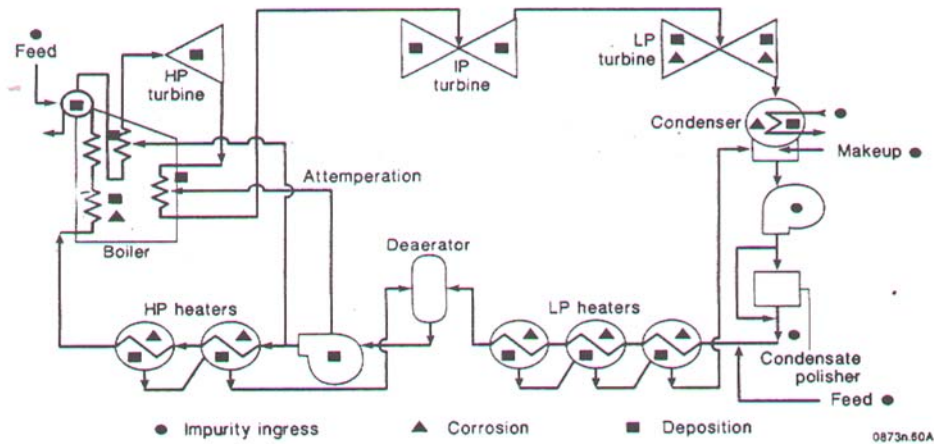 Feed
HP
turbine
IP
turbine
LP
turbine
Condenser
Makeup
Attemperation
Boiler
Deaerator
HP heaters
LP heaters
Condensate
polisher
Feed
Impurity ingress
Corrosion
Deposition
0873n.50A